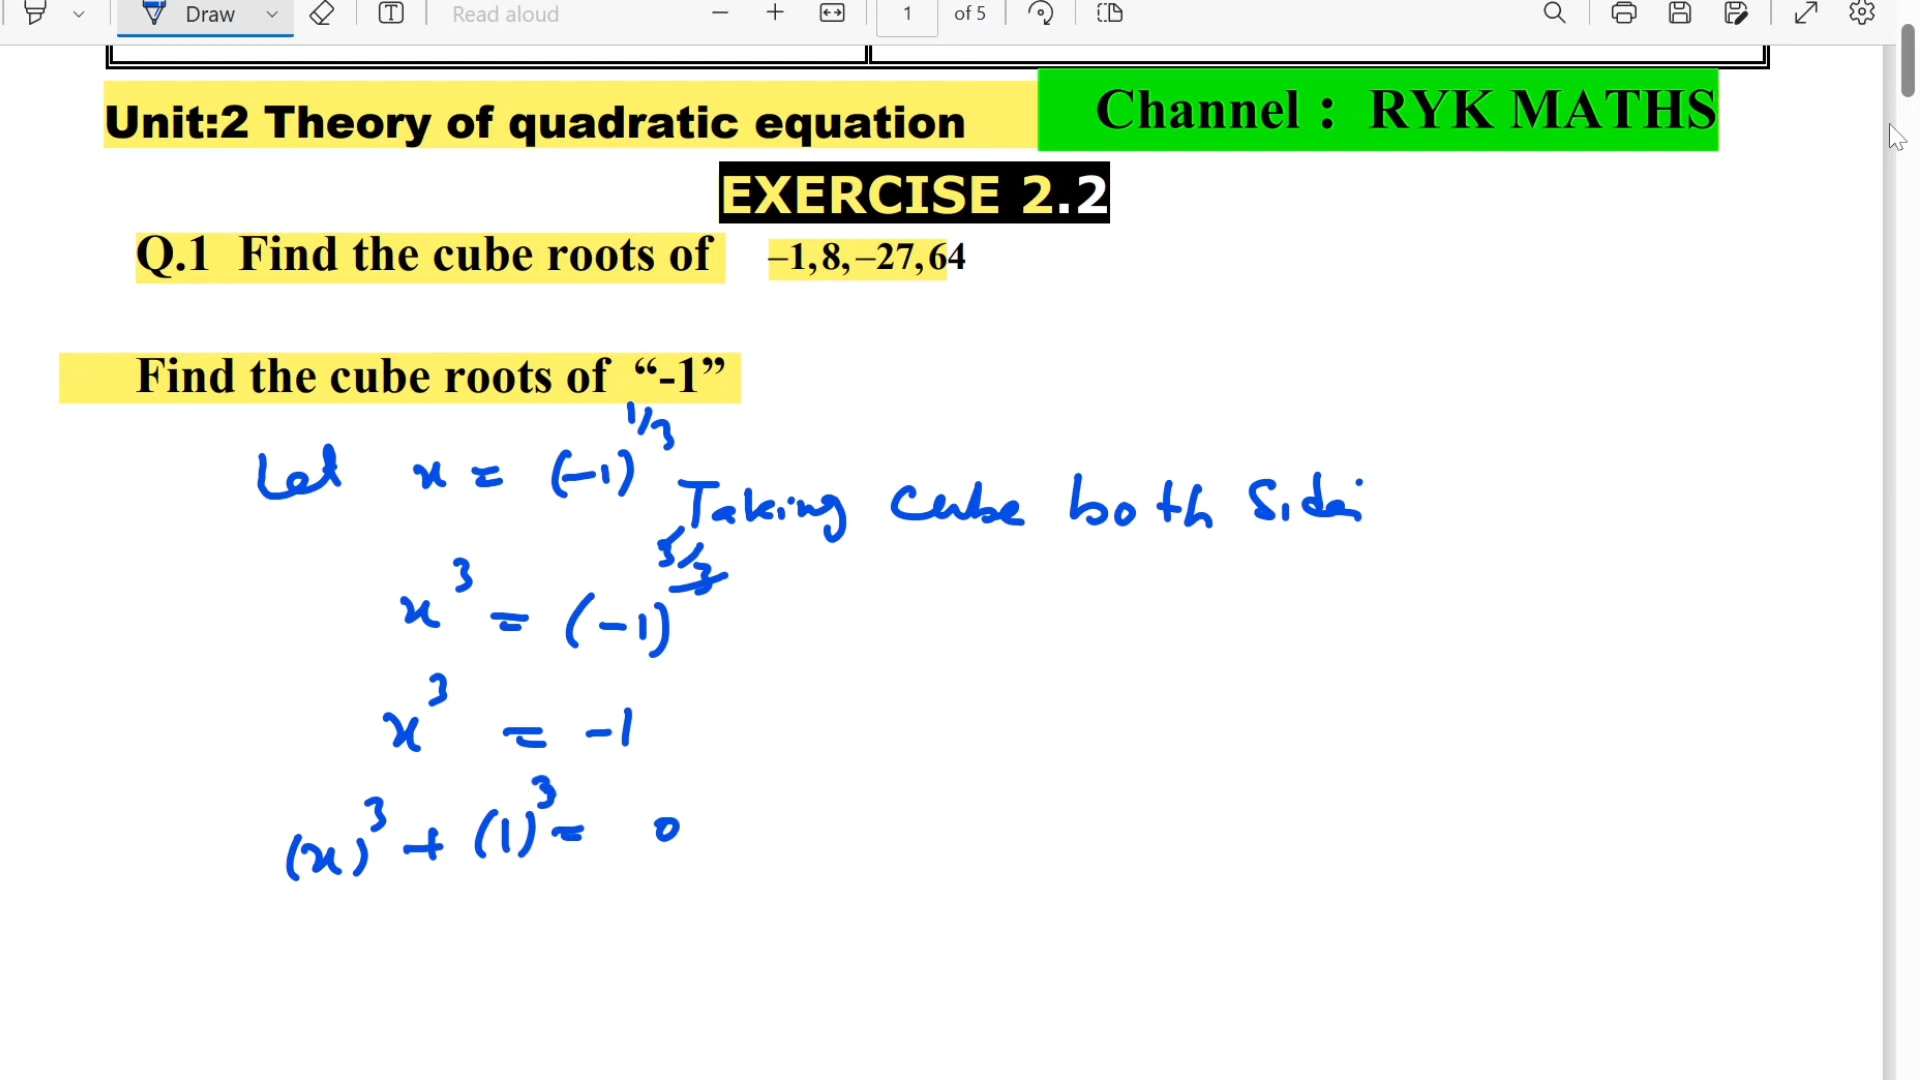 Draw Read aloud 1 of 5
Unit:2 Theory of quadratic equation Channel : RYK MATHS
EXERCISE 2.2
Q.1 Find the cube roots of –1,8,–27,64
Find the cube roots of “-1”
Let x = (-1)^1/3
Taking cube both sides
x^3 = (-1)^3/3
x^3 = -1
(x)^3 + (1)^3 = 0